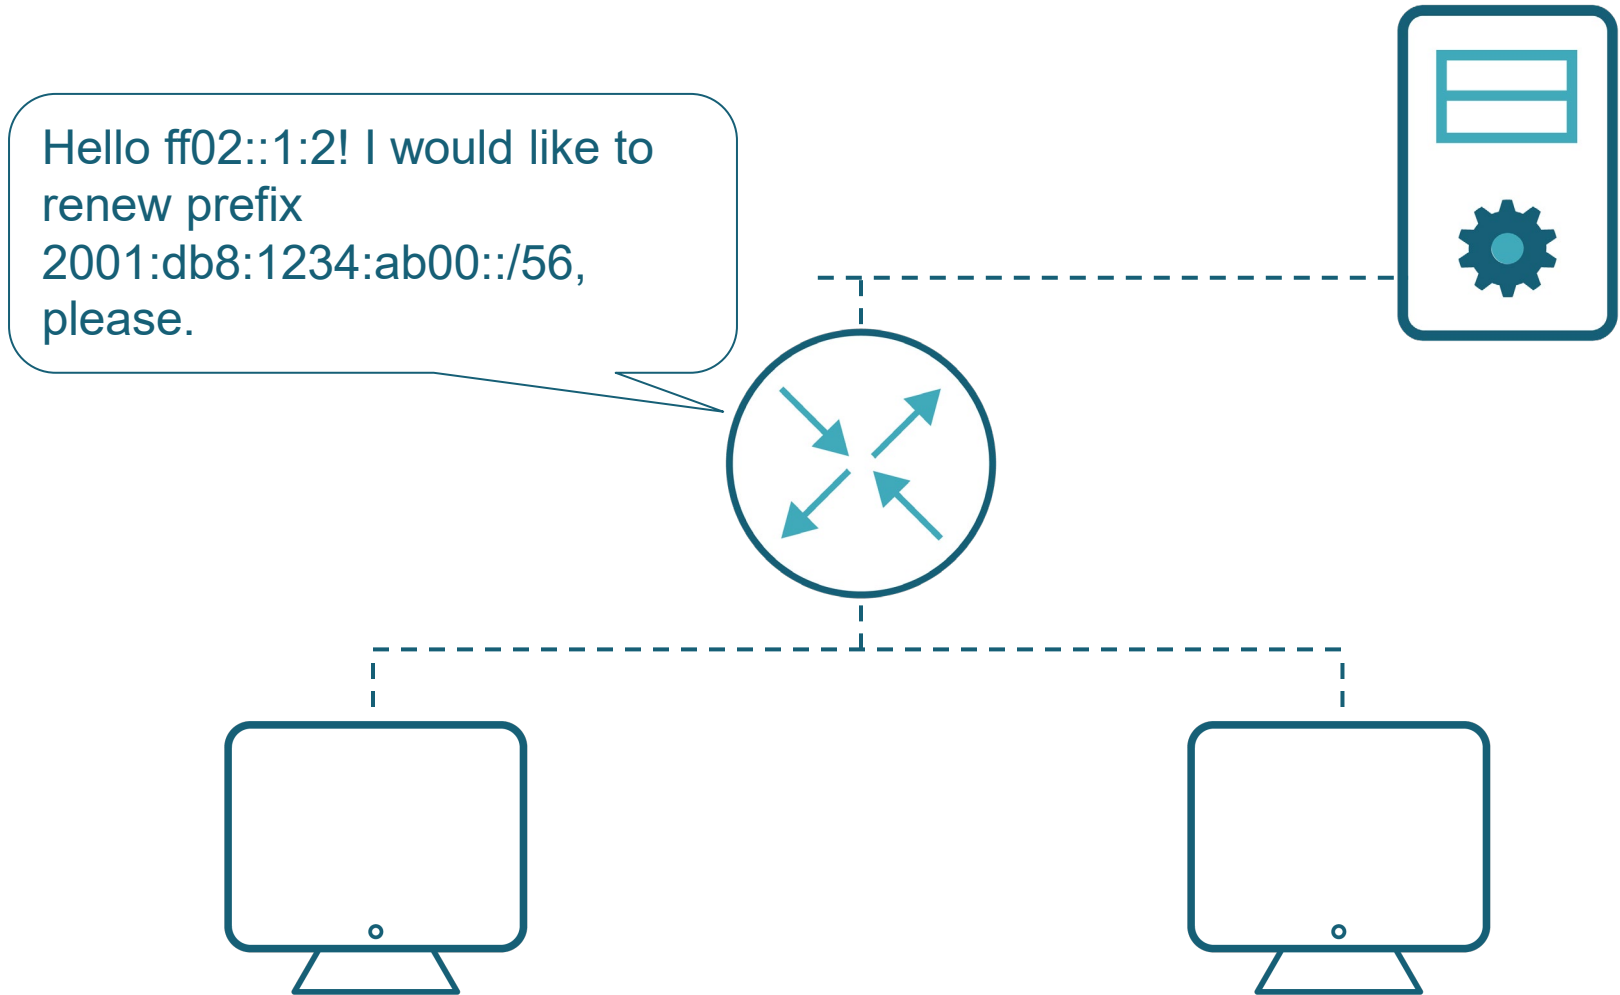 Hello ff02::1:2! I would like to
renew prefix
2001:db8:1234:ab00::/56,
please.